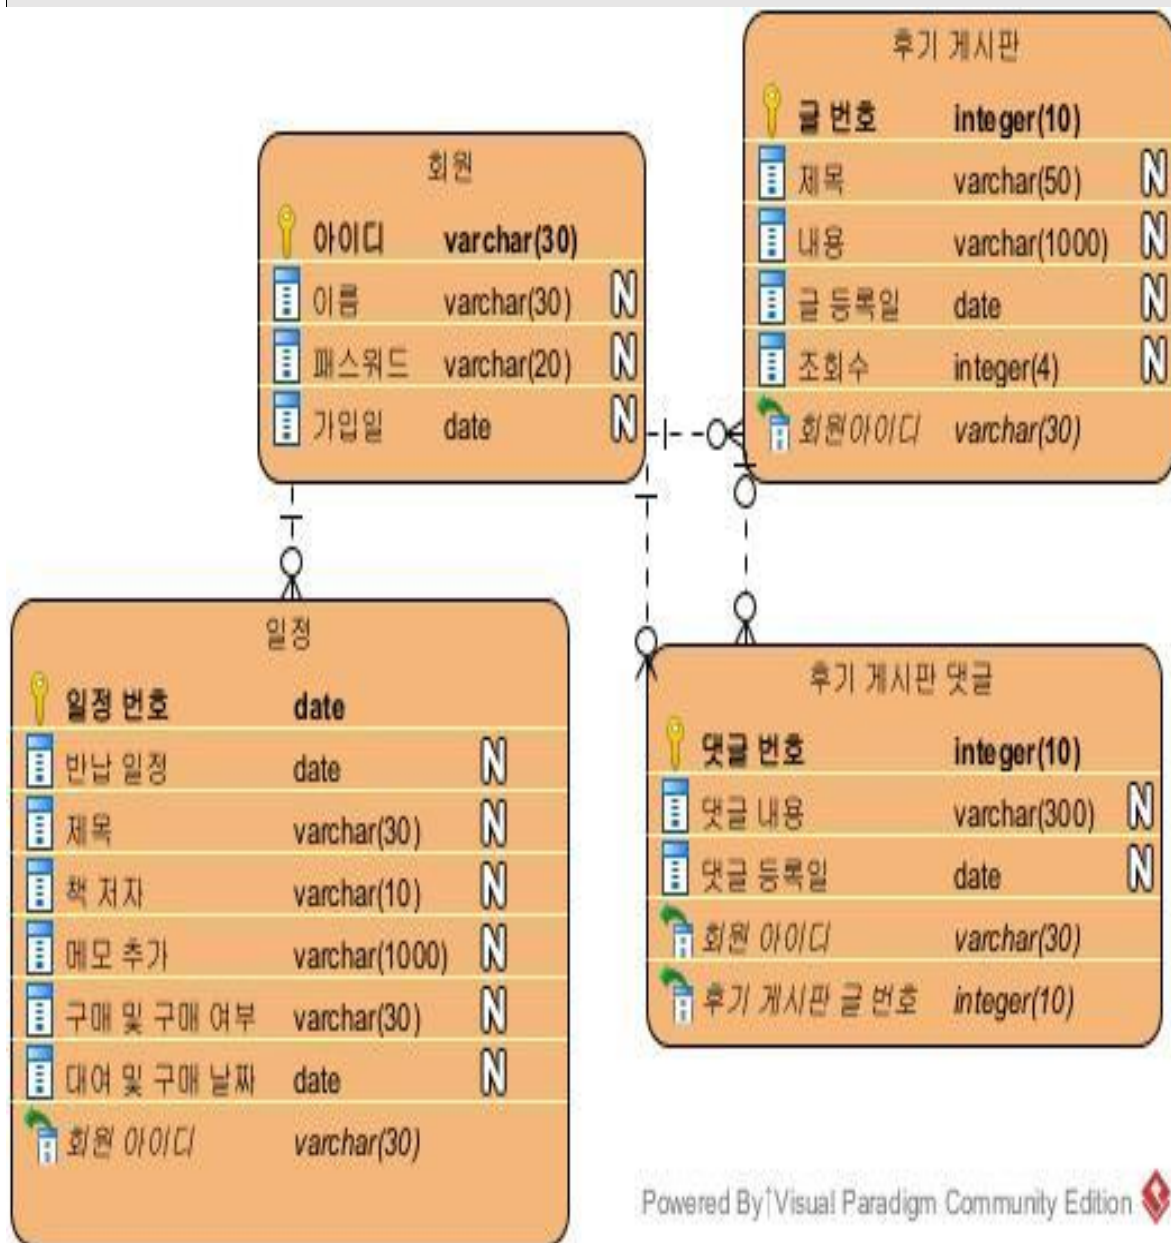 후기 게시판
글 번호 integer(10)
제목 varchar(50) N
내용 varchar(1000) N
글 등록일 date N
조회수 integer(4) N
회원아이디 varchar(30)
회원
아이디 varchar(30)
이름 varchar(30) N
패스워드 varchar(20) N
가입일 date N
일정
일정 번호 date
반납 일정 date N
제목 varchar(30) N
책 저자 varchar(10) N
메모 추가 varchar(1000) N
구매 및 구매 여부 varchar(30) N
대여 및 구매 날짜 date N
회원 아이디 varchar(30)
후기 게시판 댓글
댓글 번호 integer(10)
댓글 내용 varchar(300) N
댓글 등록일 date N
회원 아이디 varchar(30)
후기 게시판 글 번호 integer(10)
Powered By Visual Paradigm Community Edition